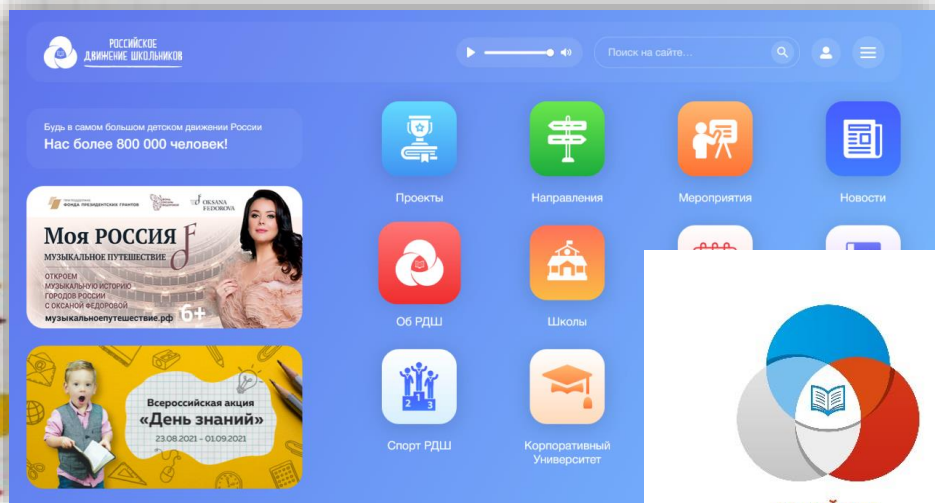 РОССИЙСКОЕ
ДВИЖЕНИЕ ШКОЛЬНИКОВ
Поиск на сайте...
Будь в самом большом детском движении России
Нас более 800 000 человек!
ФОНДА ПРЕЗИДЕНТСКИХ ГРАНТОВ
OKSANA
FEDOROVA
Моя РОССИЯ
МУЗЫКАЛЬНОЕ ПУТЕШЕСТВИЕ
ОТКРОЕМ
МУЗЫКАЛЬНУЮ ИСТОРИЮ
ГОРОДОВ РОССИИ
С ОКСАНОЙ ФЕДОРОВОЙ
музыкальноепутешествие.рф 6+
Всероссийская акция
«День знаний»
23.08.2021 - 01.09.2021
Проекты
Направления
Мероприятия
Новости
Об РДШ
Школы
2 1 3
Спорт РДШ
Корпоративный
Университет